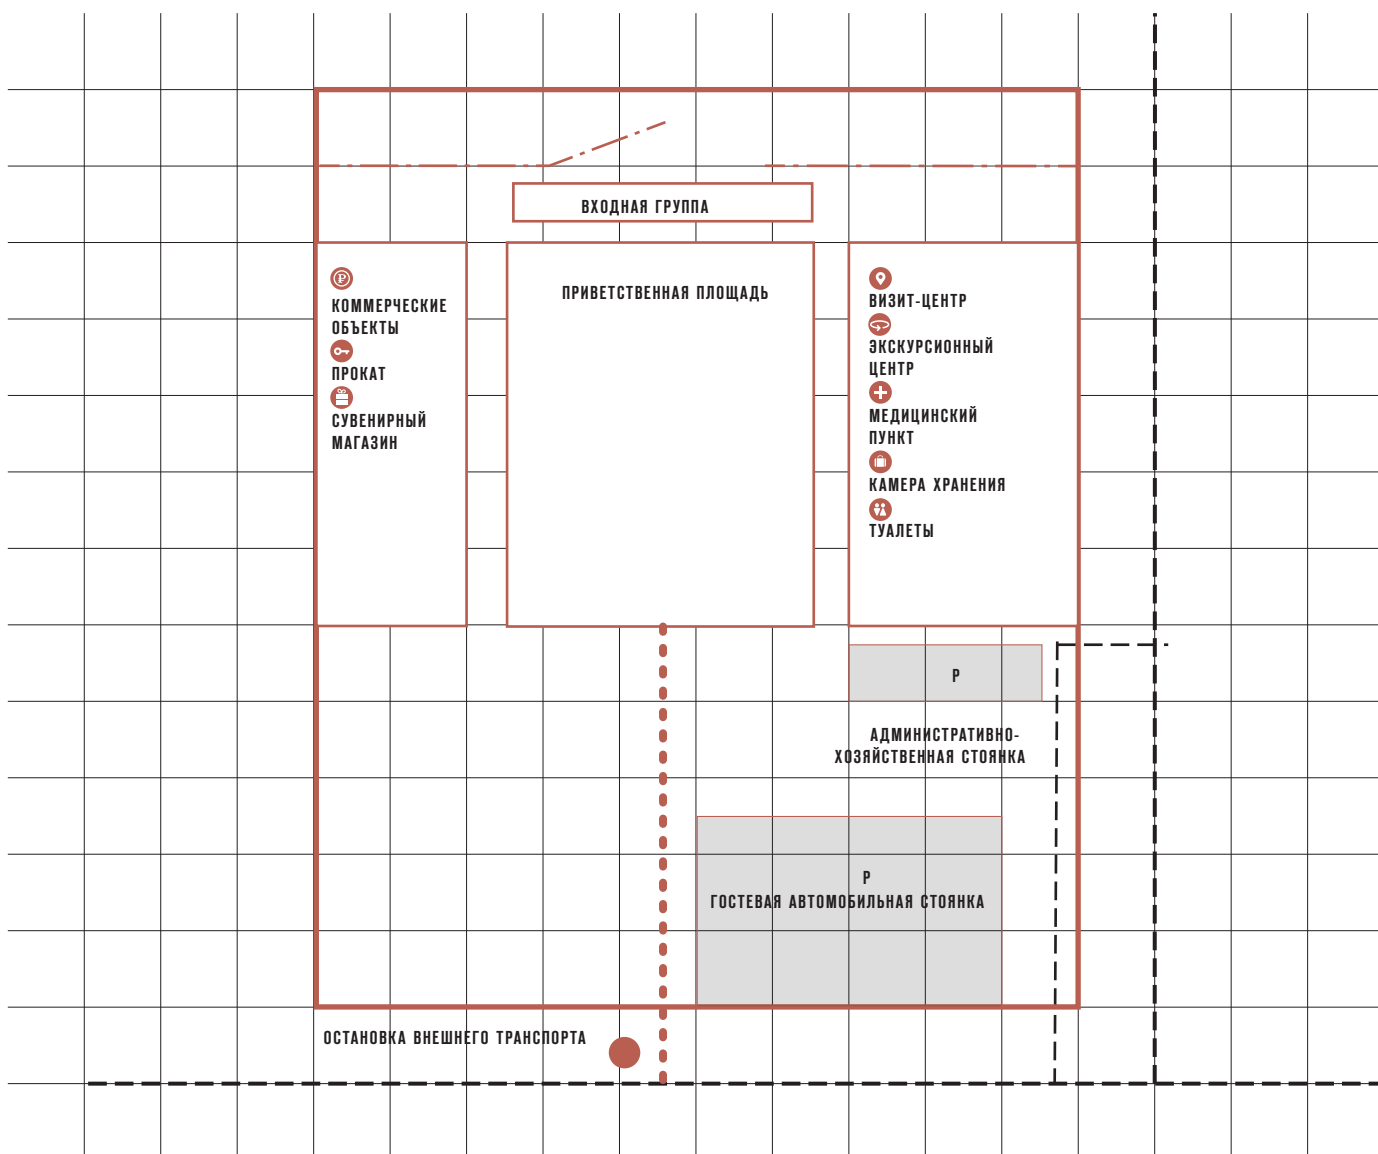 ВХОДНАЯ ГРУППА
ПРИВЕТСТВЕННАЯ ПЛОЩАДЬ
₽
КОММЕРЧЕСКИЕ
ОБЪЕКТЫ
ПРОКАТ
СУВЕНИРНЫЙ
МАГАЗИН
ВИЗИТ-ЦЕНТР
ЭКСКУРСИОННЫЙ
ЦЕНТР
МЕДИЦИНСКИЙ
ПУНКТ
КАМЕРА ХРАНЕНИЯ
ТУАЛЕТЫ
P
АДМИНИСТРАТИВНО-
ХОЗЯЙСТВЕННАЯ СТОЯНКА
P
ГОСТЕВАЯ АВТОМОБИЛЬНАЯ СТОЯНКА
ОСТАНОВКА ВНЕШНЕГО ТРАНСПОРТА